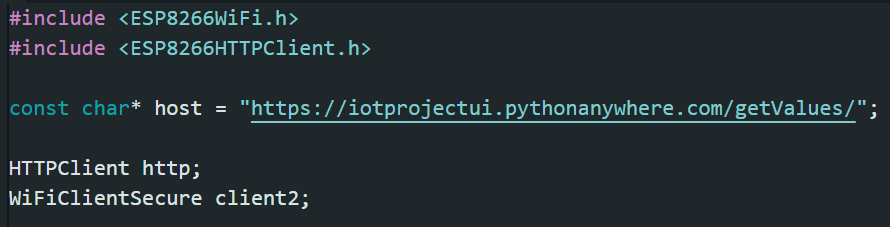 #include <ESP8266WiFi.h>
#include <ESP8266HTTPClient.h>
const char* host = "https://iotprojectui.pythonanywhere.com/getValues/";
HTTPClient http;
WiFiClientSecure client2;